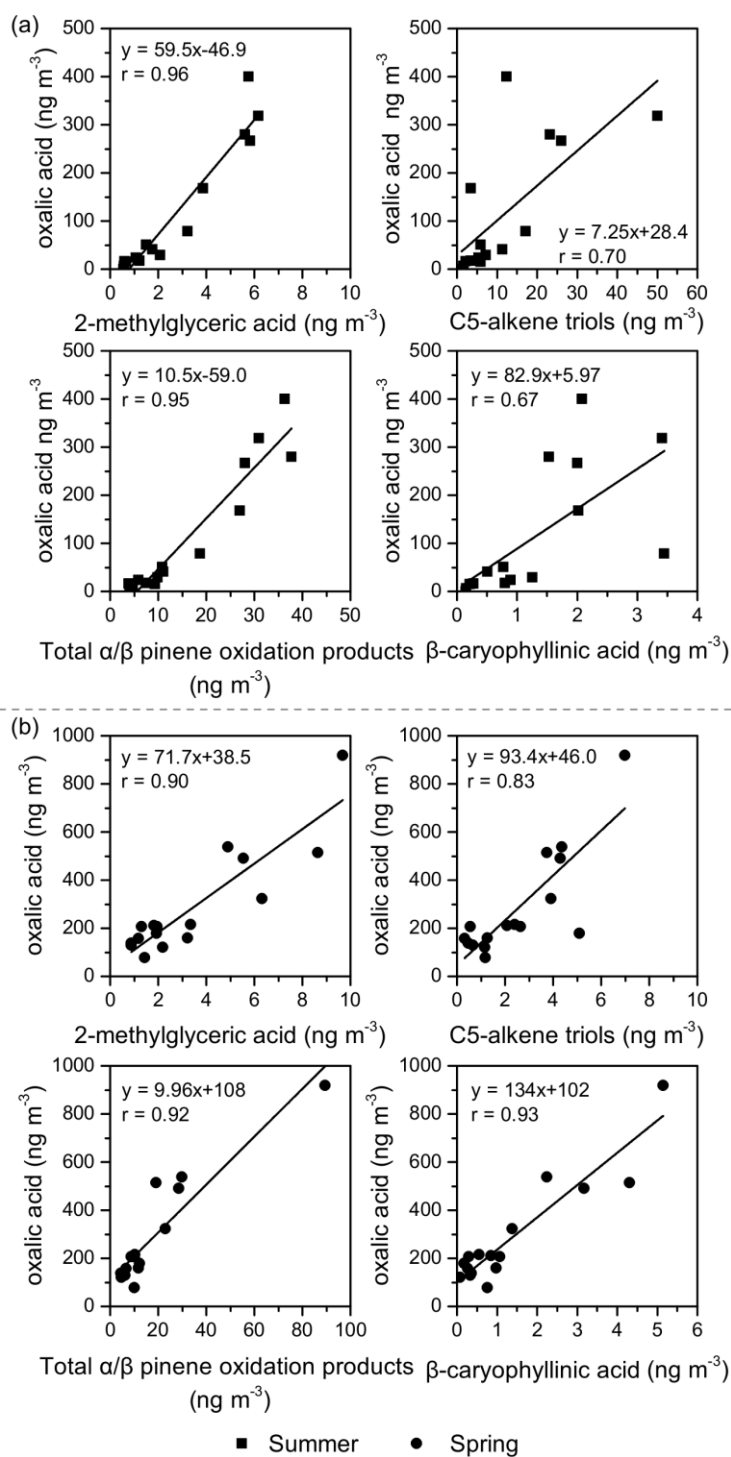 (a)
y = 59.5x-46.9
r = 0.96
500
400
300
200
100
0
oxalic acid (ng m⁻³)
0 2 4 6 8 10
2-methylglyceric acid (ng m⁻³)
500
400
300
200
100
0
oxalic acid ng m⁻³)
y = 7.25x+28.4
r = 0.70
0 10 20 30 40 50 60
C5-alkene triols (ng m⁻³)
y = 10.5x-59.0
r = 0.95
500
400
300
200
100
0
oxalic acid ng m⁻³)
0 10 20 30 40 50
Total α/β pinene oxidation products
(ng m⁻³)
y = 82.9x+5.97
r = 0.67
500
400
300
200
100
0
oxalic acid ng m⁻³)
0 1 2 3 4
β-caryophyllinic acid (ng m⁻³)
(b)
y = 71.7x+38.5
r = 0.90
1000
800
600
400
200
0
oxalic acid (ng m⁻³)
0 2 4 6 8 10
2-methylglyceric acid (ng m⁻³)
y = 93.4x+46.0
r = 0.83
1000
800
600
400
200
0
oxalic acid (ng m⁻³)
0 2 4 6 8 10
C5-alkene triols (ng m⁻³)
y = 9.96x+108
r = 0.92
1000
800
600
400
200
0
oxalic acid (ng m⁻³)
0 20 40 60 80 100
Total α/β pinene oxidation products
(ng m⁻³)
y = 134x+102
r = 0.93
1000
800
600
400
200
0
oxalic acid (ng m⁻³)
0 1 2 3 4 5 6
β-caryophyllinic acid (ng m⁻³)
Summer Spring